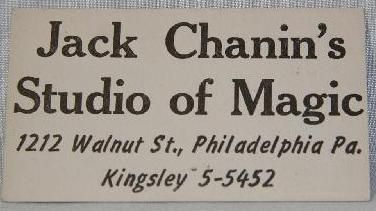 Jack Chanin's
Studio of Magic
1212 Walnut St., Philadelphia Pa.
Kingsley 5-5452